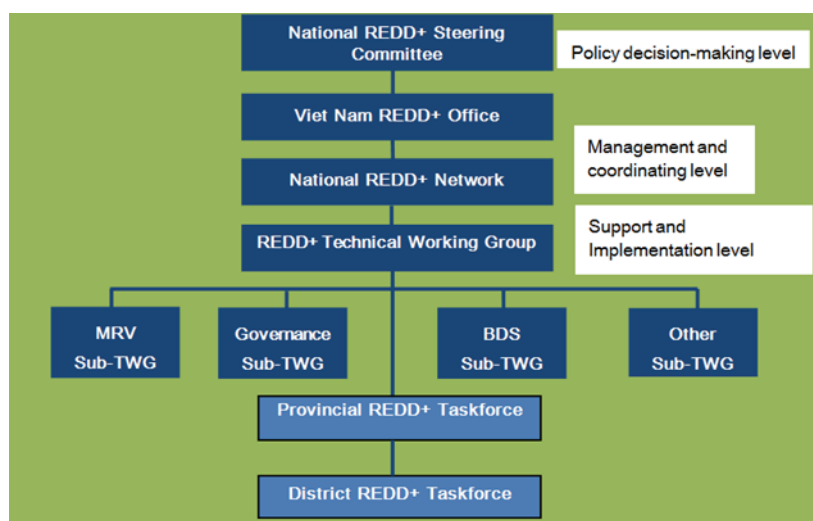 National REDD+ Steering
Committee
Policy decision-making level
Viet Nam REDD+ Office
Management and
coordinating level
National REDD+ Network
Support and
Implementation level
REDD+ Technical Working Group
MRV
Sub-TWG
Governance
Sub-TWG
BDS
Sub-TWG
Other
Sub-TWG
Provincial REDD+ Taskforce
District REDD+ Taskforce